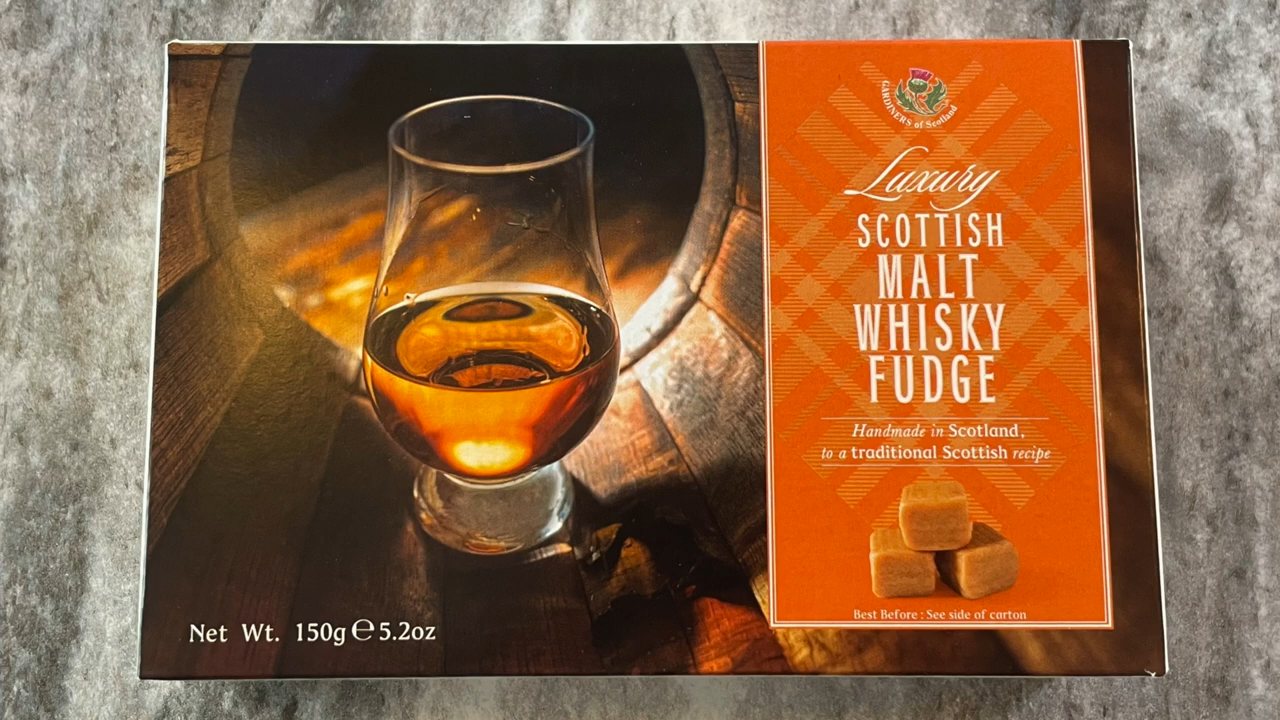 GARDINERS of Scotland
Luxury
SCOTTISH
MALT
WHISKY
FUDGE
Handmade in Scotland,
to a traditional Scottish recipe
Best Before : See side of carton
Net Wt. 150g ℮ 5.2oz